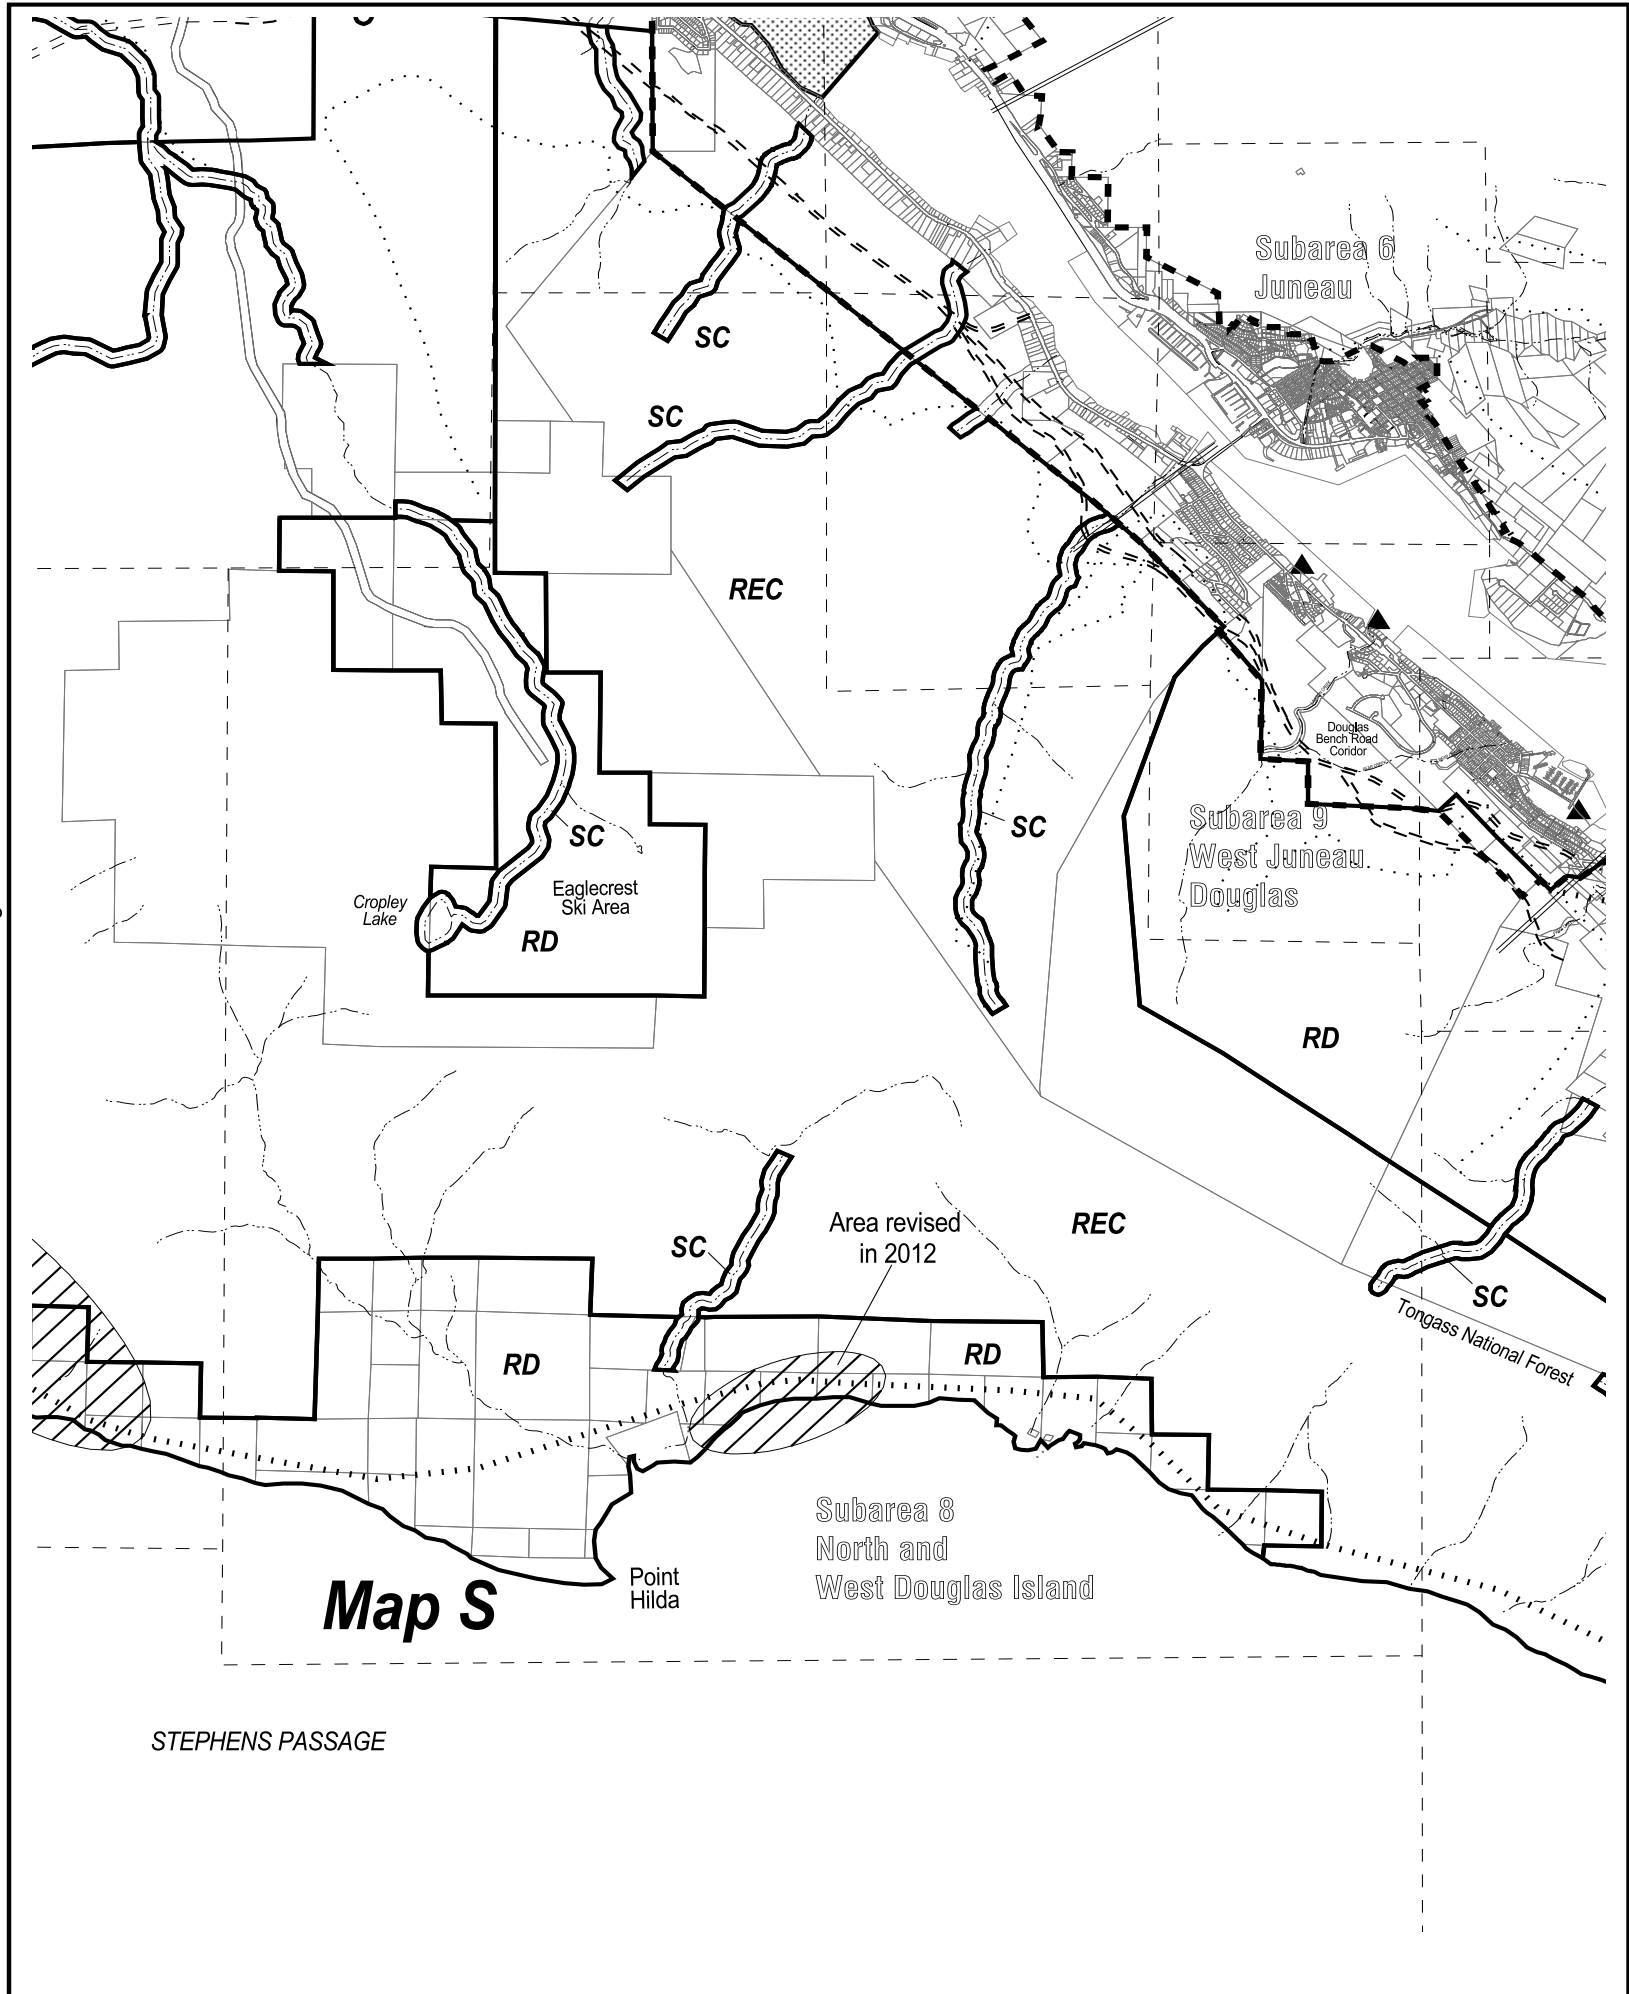 Subarea 6
Juneau
SC
SC
REC
Douglas
Bench Road
Coridor
SC
SC
Subarea 9
West Juneau
Douglas
Cropley
Lake
Eaglecrest
Ski Area
RD
RD
SC
Area revised
in 2012
REC
SC
Tongass National Forest
RD
RD
Subarea 8
North and
West Douglas Island
Point
Hilda
Map S
STEPHENS PASSAGE